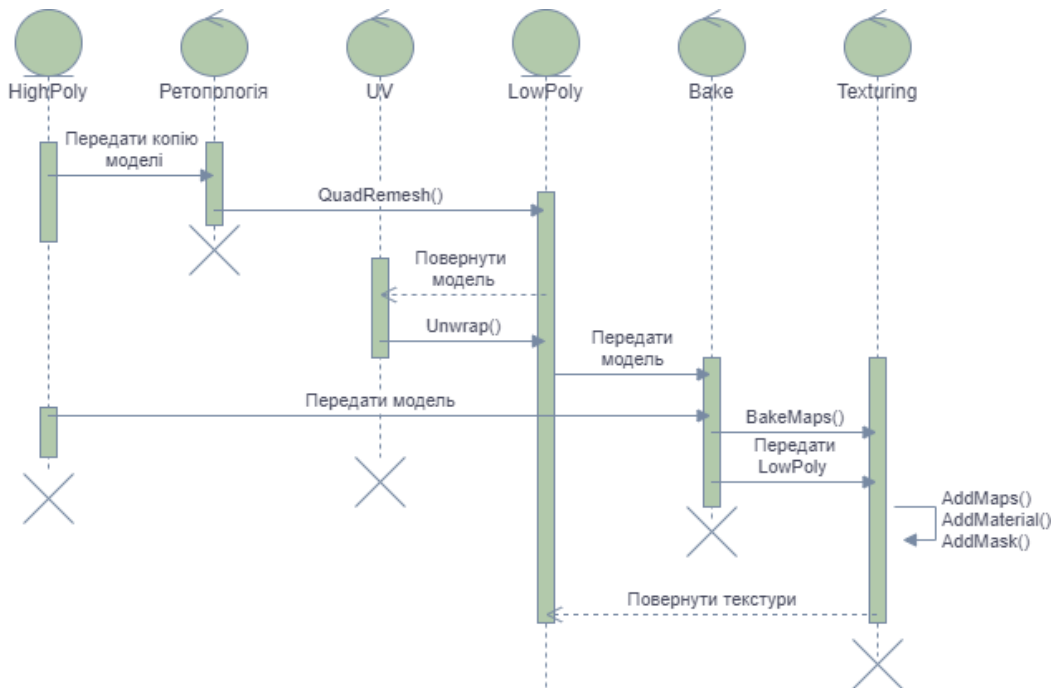 HighPoly
Ретопрологія
UV
LowPoly
Bake
Texturing
Передати копію
моделі
QuadRemesh()
Повернути
модель
Unwrap()
Передати
модель
Передати модель
BakeMaps()
Передати
LowPoly
AddMaps()
AddMaterial()
AddMask()
Повернути текстури